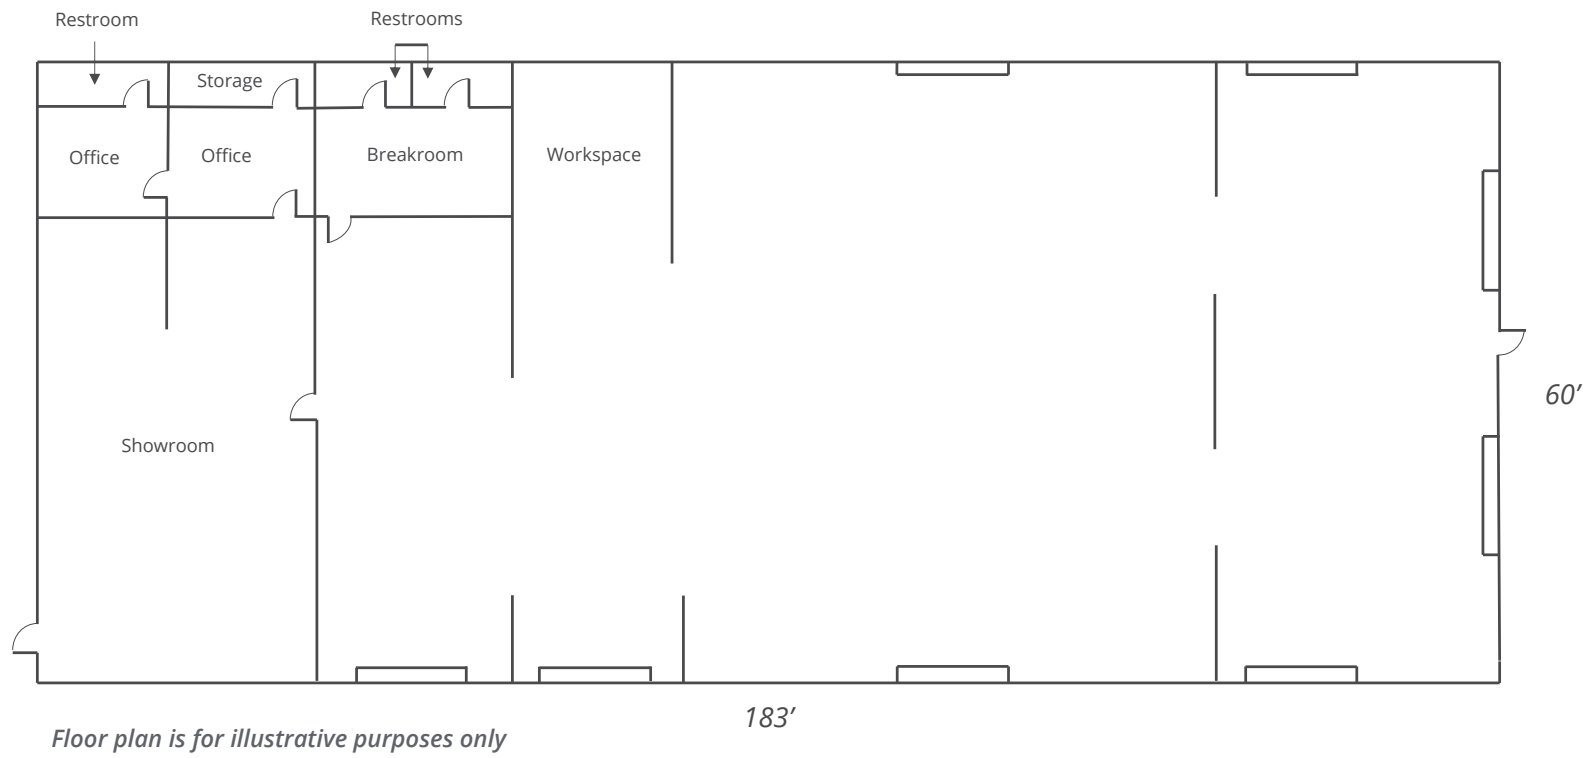 Restroom
Restrooms
Storage
Office
Office
Breakroom
Workspace
60’
Showroom
183’
Floor plan is for illustrative purposes only